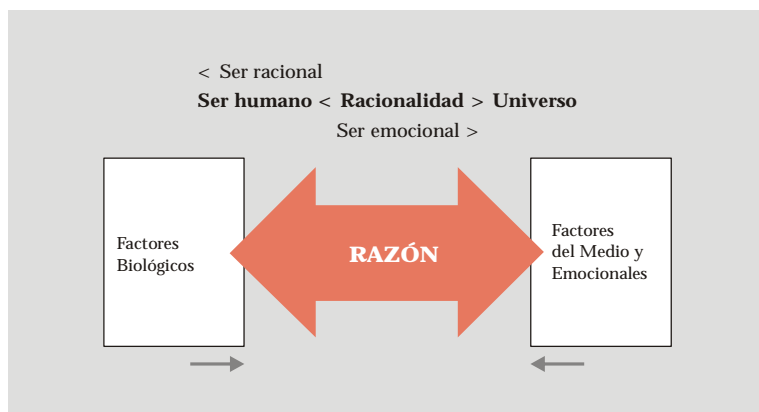 < Ser racional
Ser humano < Racionalidad > Universo
Ser emocional >
Factores
Biológicos
RAZÓN
Factores
del Medio y
Emocionales